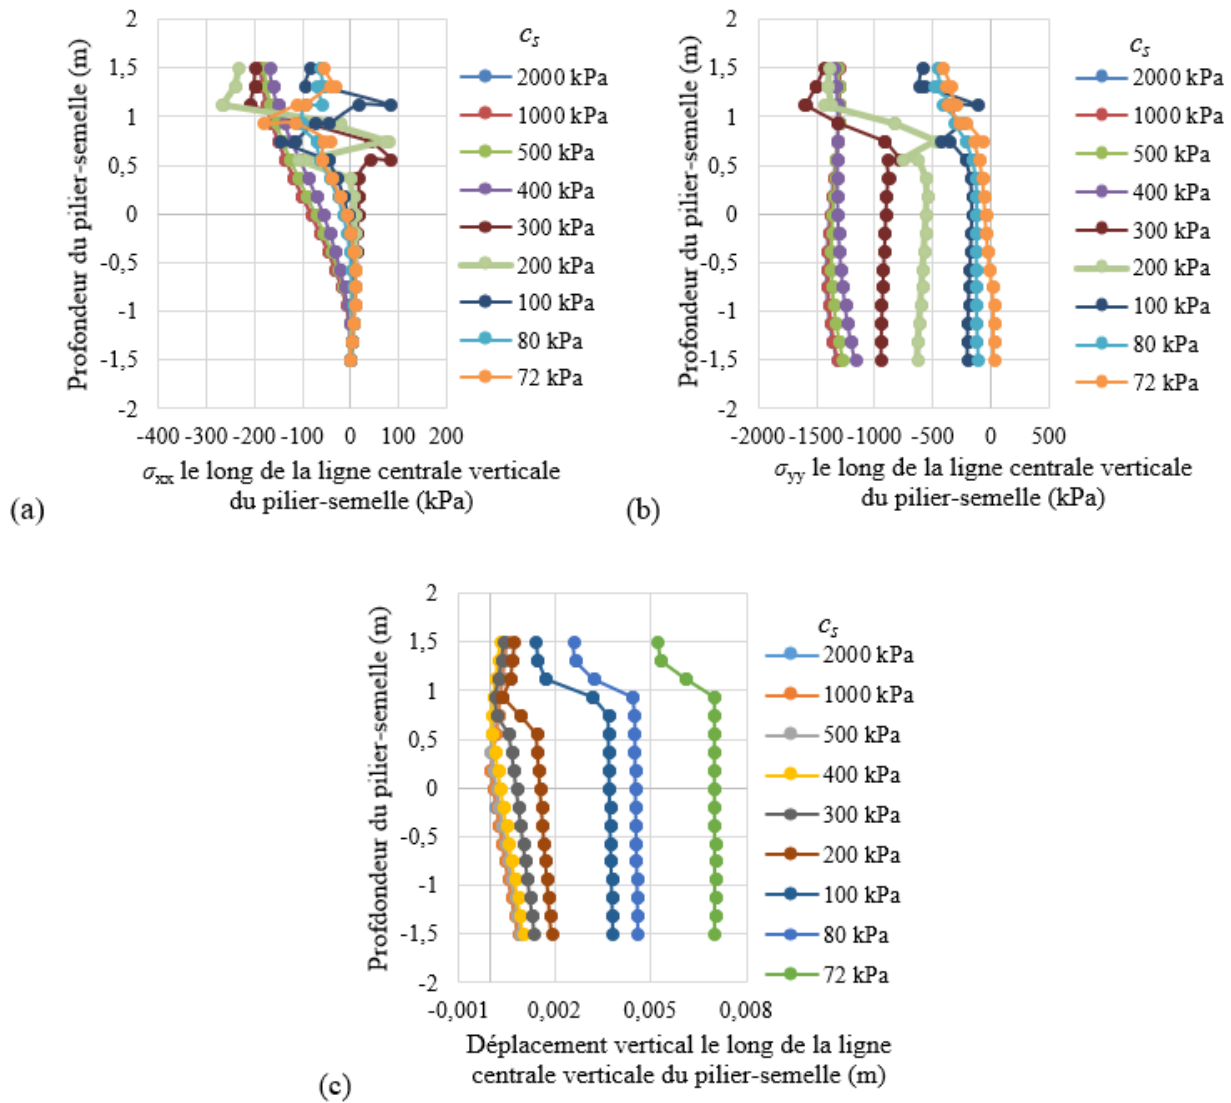 2
1,5
1
0,5
0
-0,5
-1
-1,5
-2
-400 -300 -200 -100 0 100 200
Profondeur du pilier-semelle (m)
σxx le long de la ligne centrale verticale
du pilier-semelle (kPa)
cs
2000 kPa
1000 kPa
500 kPa
400 kPa
300 kPa
200 kPa
100 kPa
80 kPa
72 kPa
(a)
2
1,5
1
0,5
0
-0,5
-1
-1,5
-2
-2000 -1500 -1000 -500 0 500
Profondeur du pilier-semelle (m)
σyy le long de la ligne centrale verticale
du pilier-semelle (kPa)
cs
2000 kPa
1000 kPa
500 kPa
400 kPa
300 kPa
200 kPa
100 kPa
80 kPa
72 kPa
(b)
2
1,5
1
0,5
0
-0,5
-1
-1,5
-2
-0,001 0,002 0,005 0,008
Profdondeur du pilier-semelle (m)
Déplacement vertical le long de la ligne
centrale verticale du pilier-semelle (m)
cs
2000 kPa
1000 kPa
500 kPa
400 kPa
300 kPa
200 kPa
100 kPa
80 kPa
72 kPa
(c)